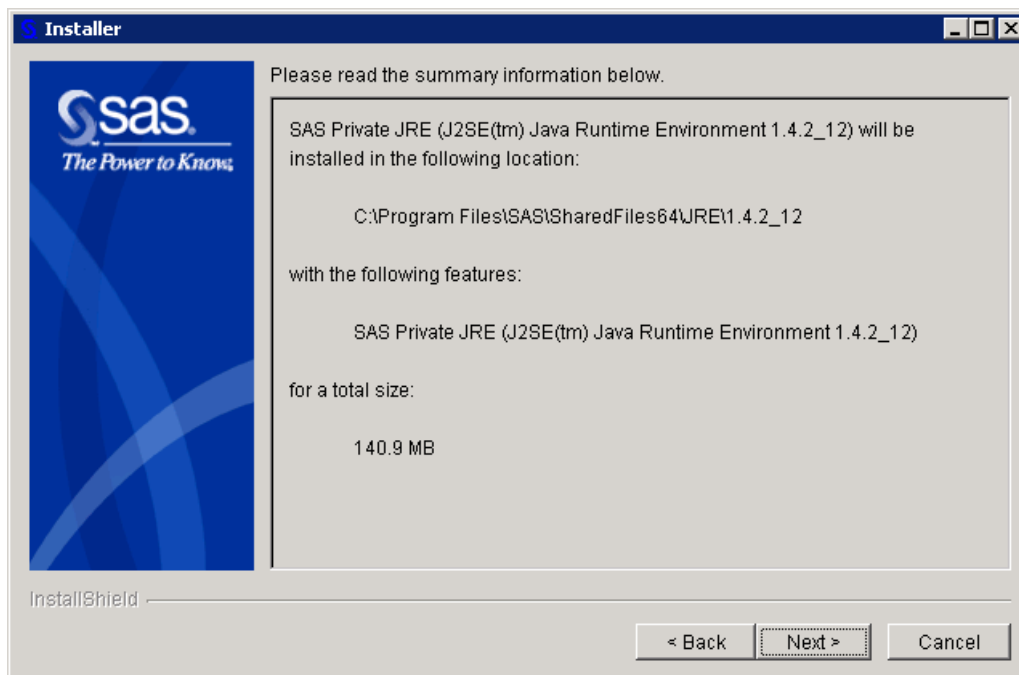 Installer
Please read the summary information below.
sas.
The Power to Know.
SAS Private JRE (J2SE(tm) Java Runtime Environment 1.4.2_12) will be
installed in the following location:
C:\Program Files\SAS\SharedFiles64\JRE\1.4.2_12
with the following features:
SAS Private JRE (J2SE(tm) Java Runtime Environment 1.4.2_12)
for a total size:
140.9 MB
InstallShield
< Back
Next >
Cancel